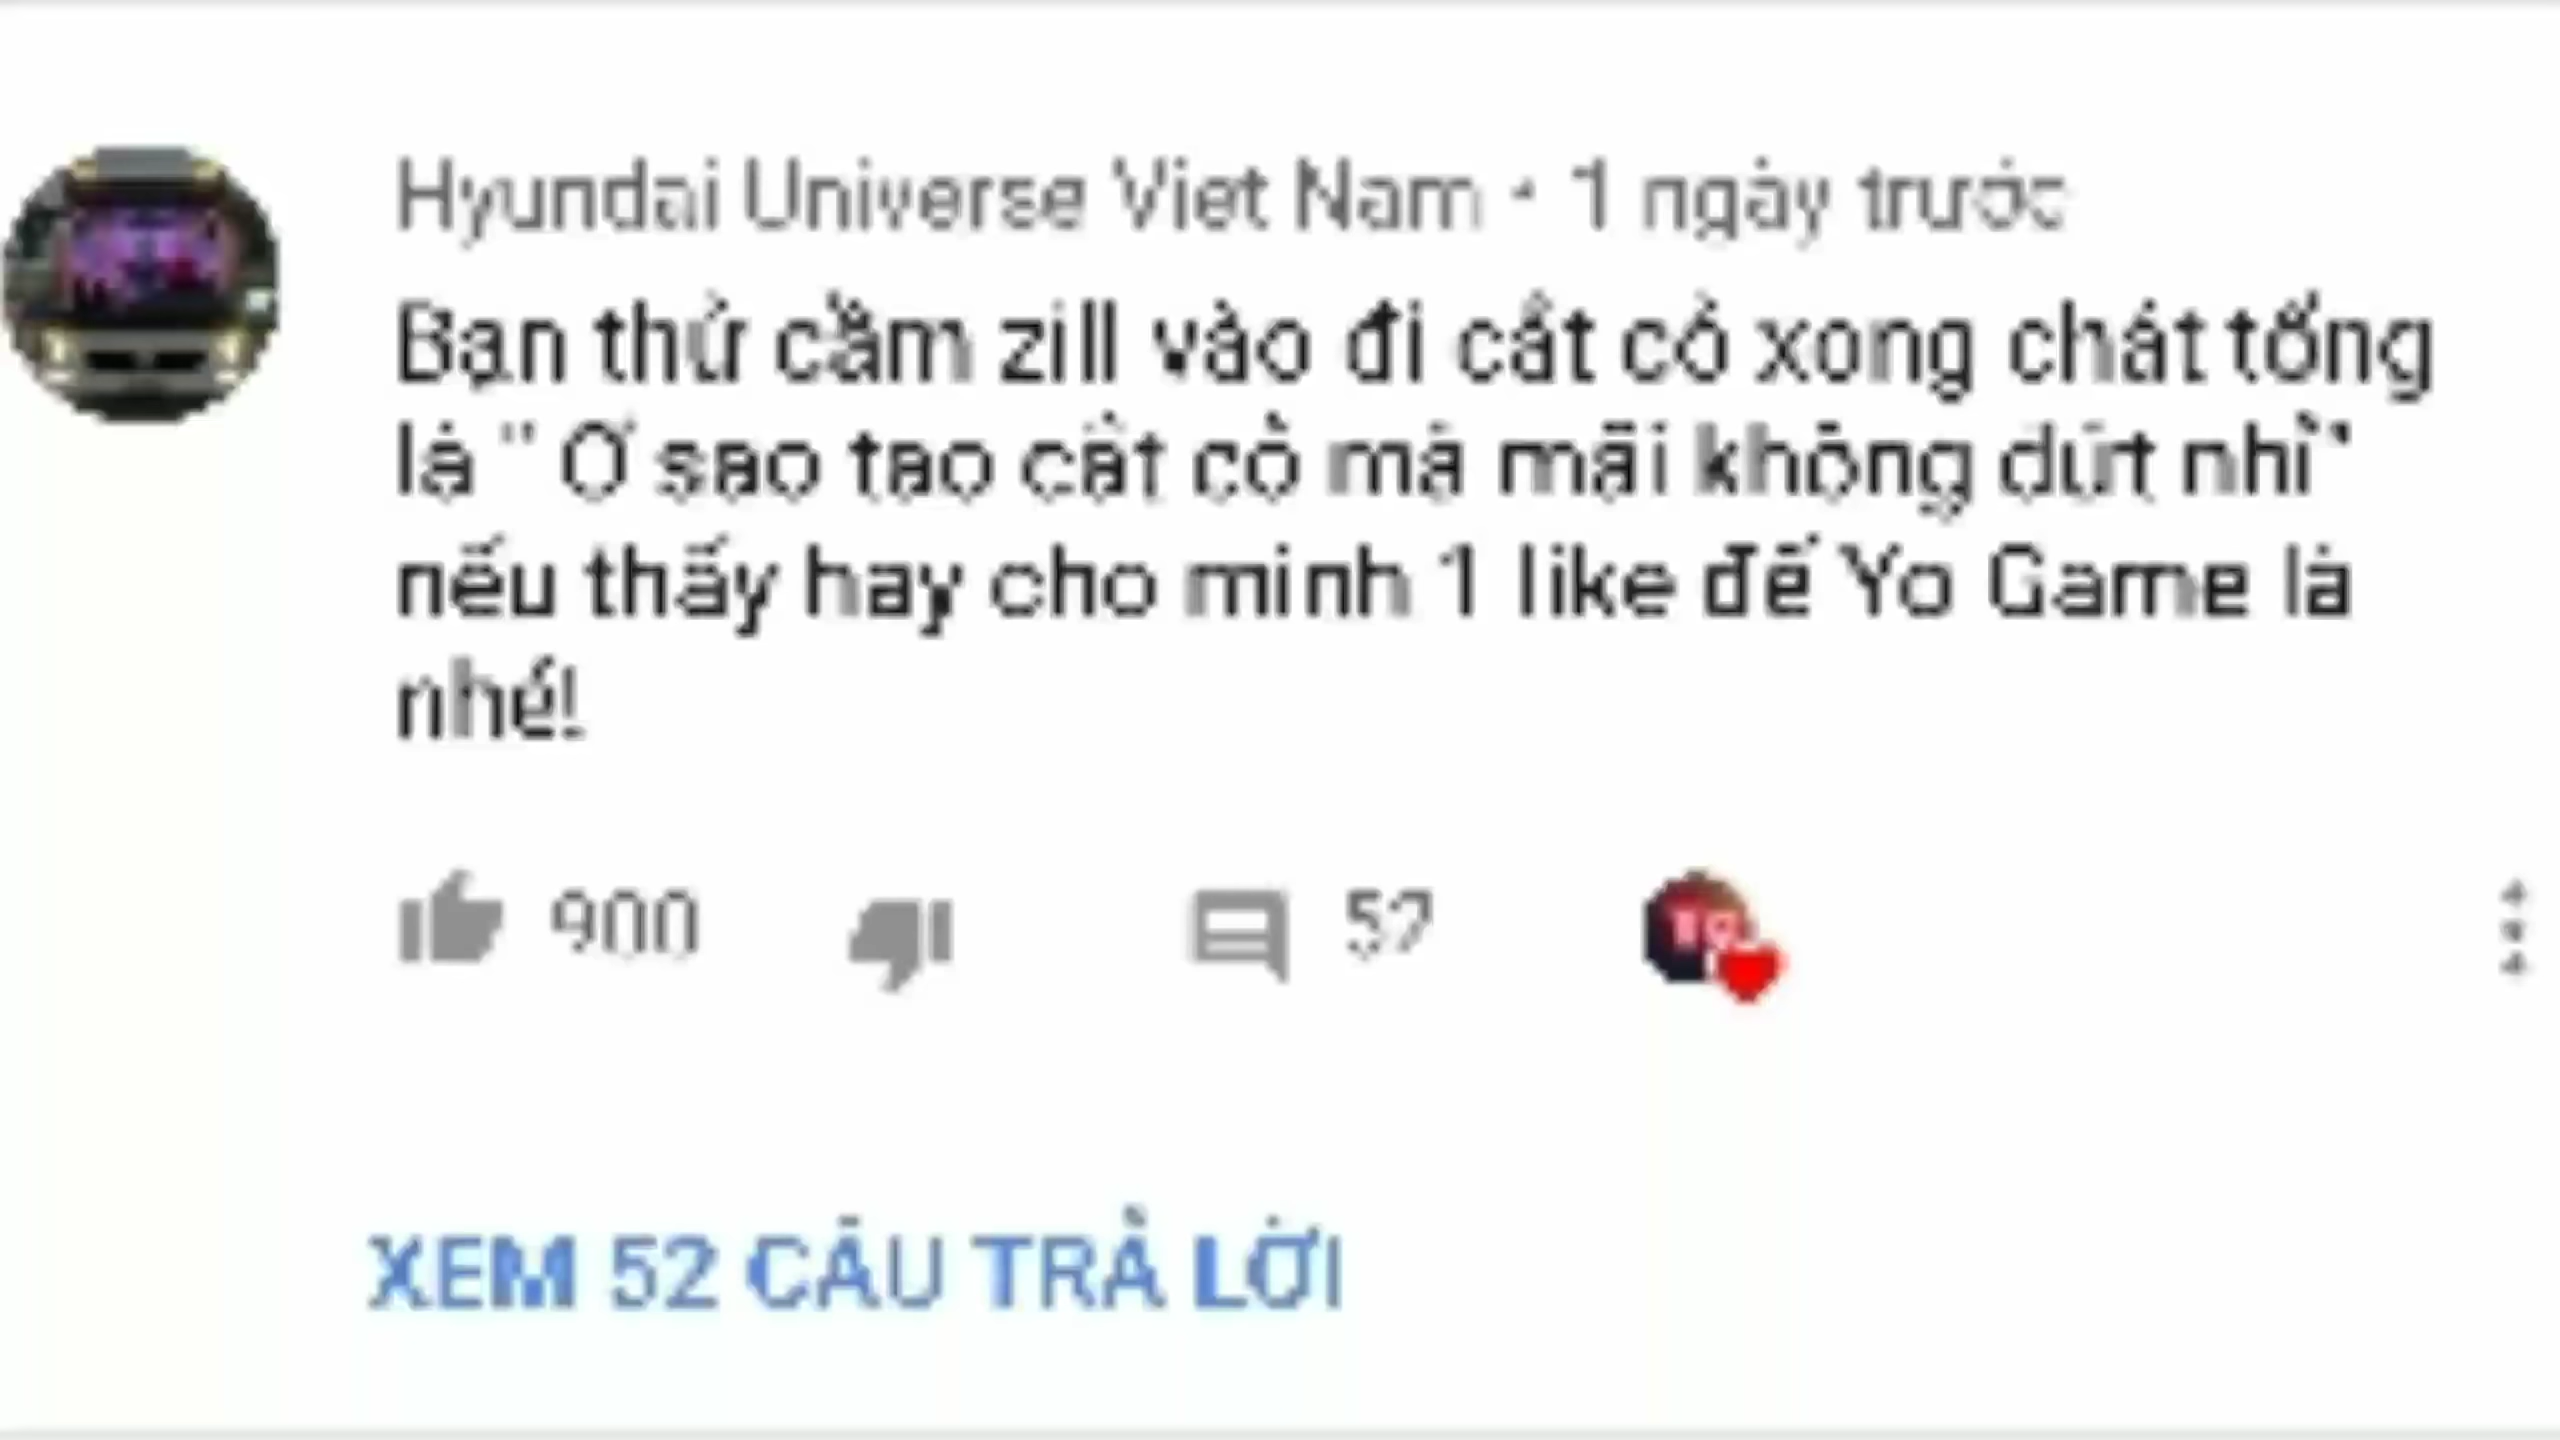 Hyundai Universe Viet Nam • 1 ngày trước
Bạn thử cầm zill vào đi cắt cỏ xong chát tổng
là " Ơ sao tao cắt cỏ mà mãi không dứt nhỉ"
nếu thấy hay cho mình 1 like để Yo Game là
nhé!
900 52
XEM 52 CÂU TRẢ LỜI